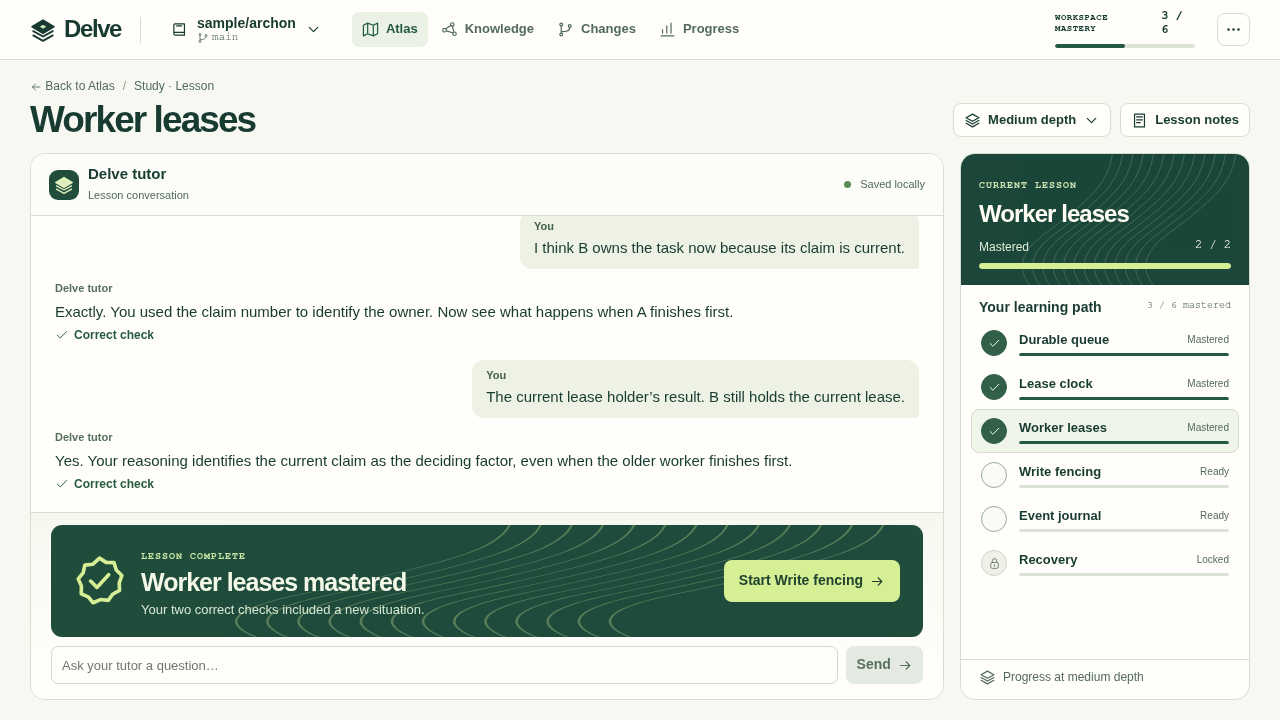 Delve
sample/archon
main
Atlas
Knowledge
Changes
Progress
WORKSPACE MASTERY
3 / 6
← Back to Atlas / Study · Lesson
Worker leases
Medium depth
Lesson notes
Delve tutor
Lesson conversation
Saved locally
You
I think B owns the task now because its claim is current.
Delve tutor
Exactly. You used the claim number to identify the owner. Now see what happens when A finishes first.
Correct check
You
The current lease holder’s result. B still holds the current lease.
Delve tutor
Yes. Your reasoning identifies the current claim as the deciding factor, even when the older worker finishes first.
Correct check
LESSON COMPLETE
Worker leases mastered
Your two correct checks included a new situation.
Start Write fencing →
Ask your tutor a question…
Send →
CURRENT LESSON
Worker leases
Mastered
2 / 2
Your learning path
3 / 6 mastered
Durable queue
Mastered
Lease clock
Mastered
Worker leases
Mastered
Write fencing
Ready
Event journal
Ready
Recovery
Locked
Progress at medium depth